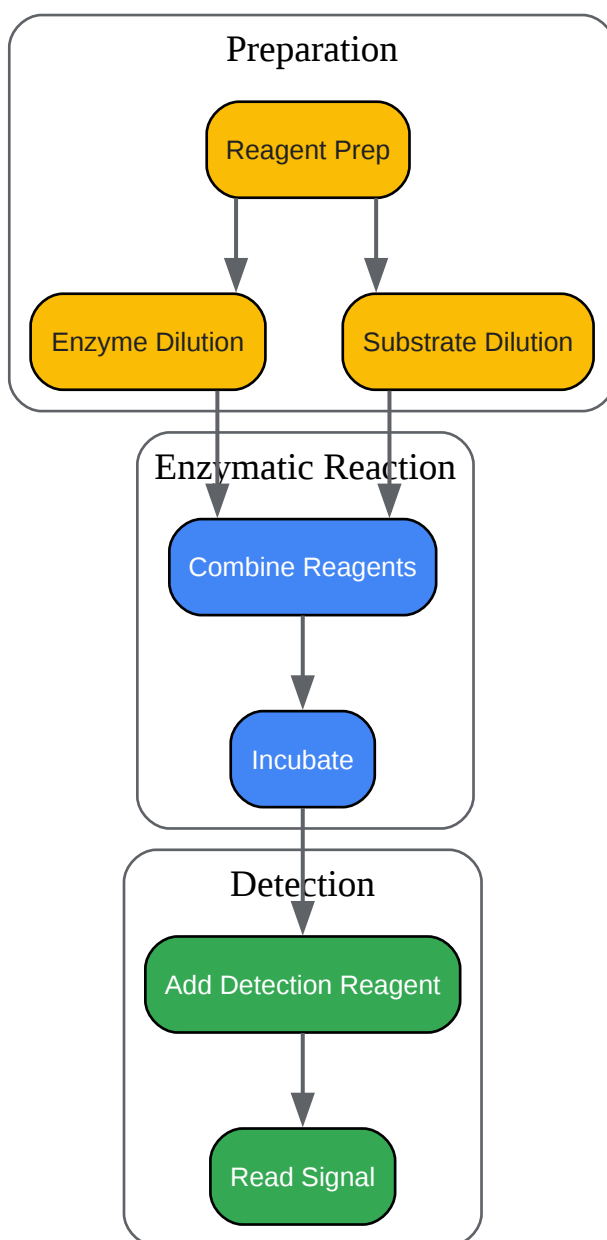 Preparation
Reagent Prep
Enzyme Dilution
Substrate Dilution
Enzymatic Reaction
Combine Reagents
Incubate
Detection
Add Detection Reagent
Read Signal